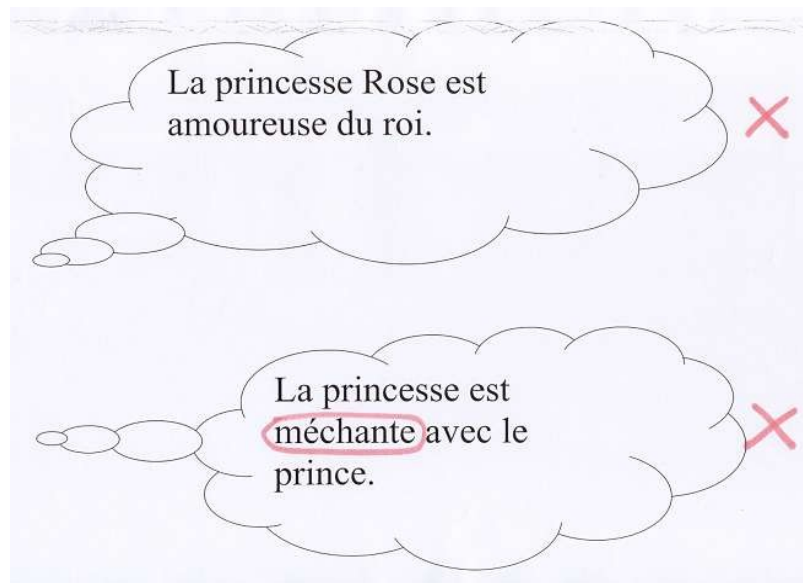 La princesse Rose est
amoureuse du roi.
La princesse est
méchante avec le
prince.